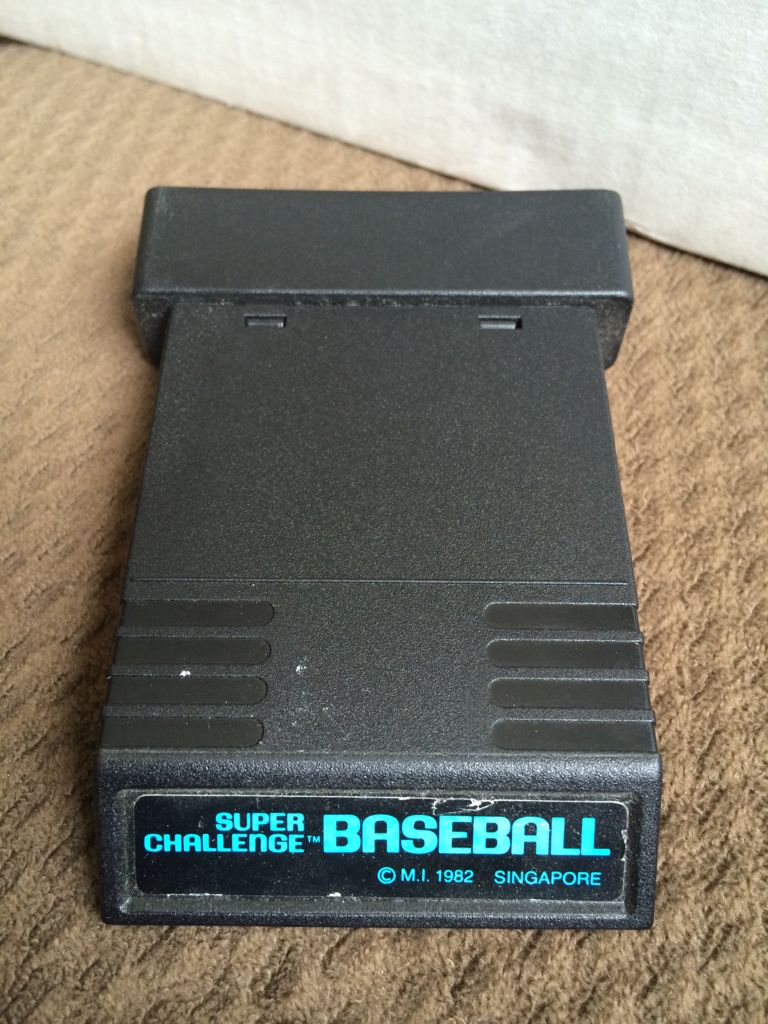 SUPER
CHALLENGE™ BASEBALL
© M.I. 1982 SINGAPORE